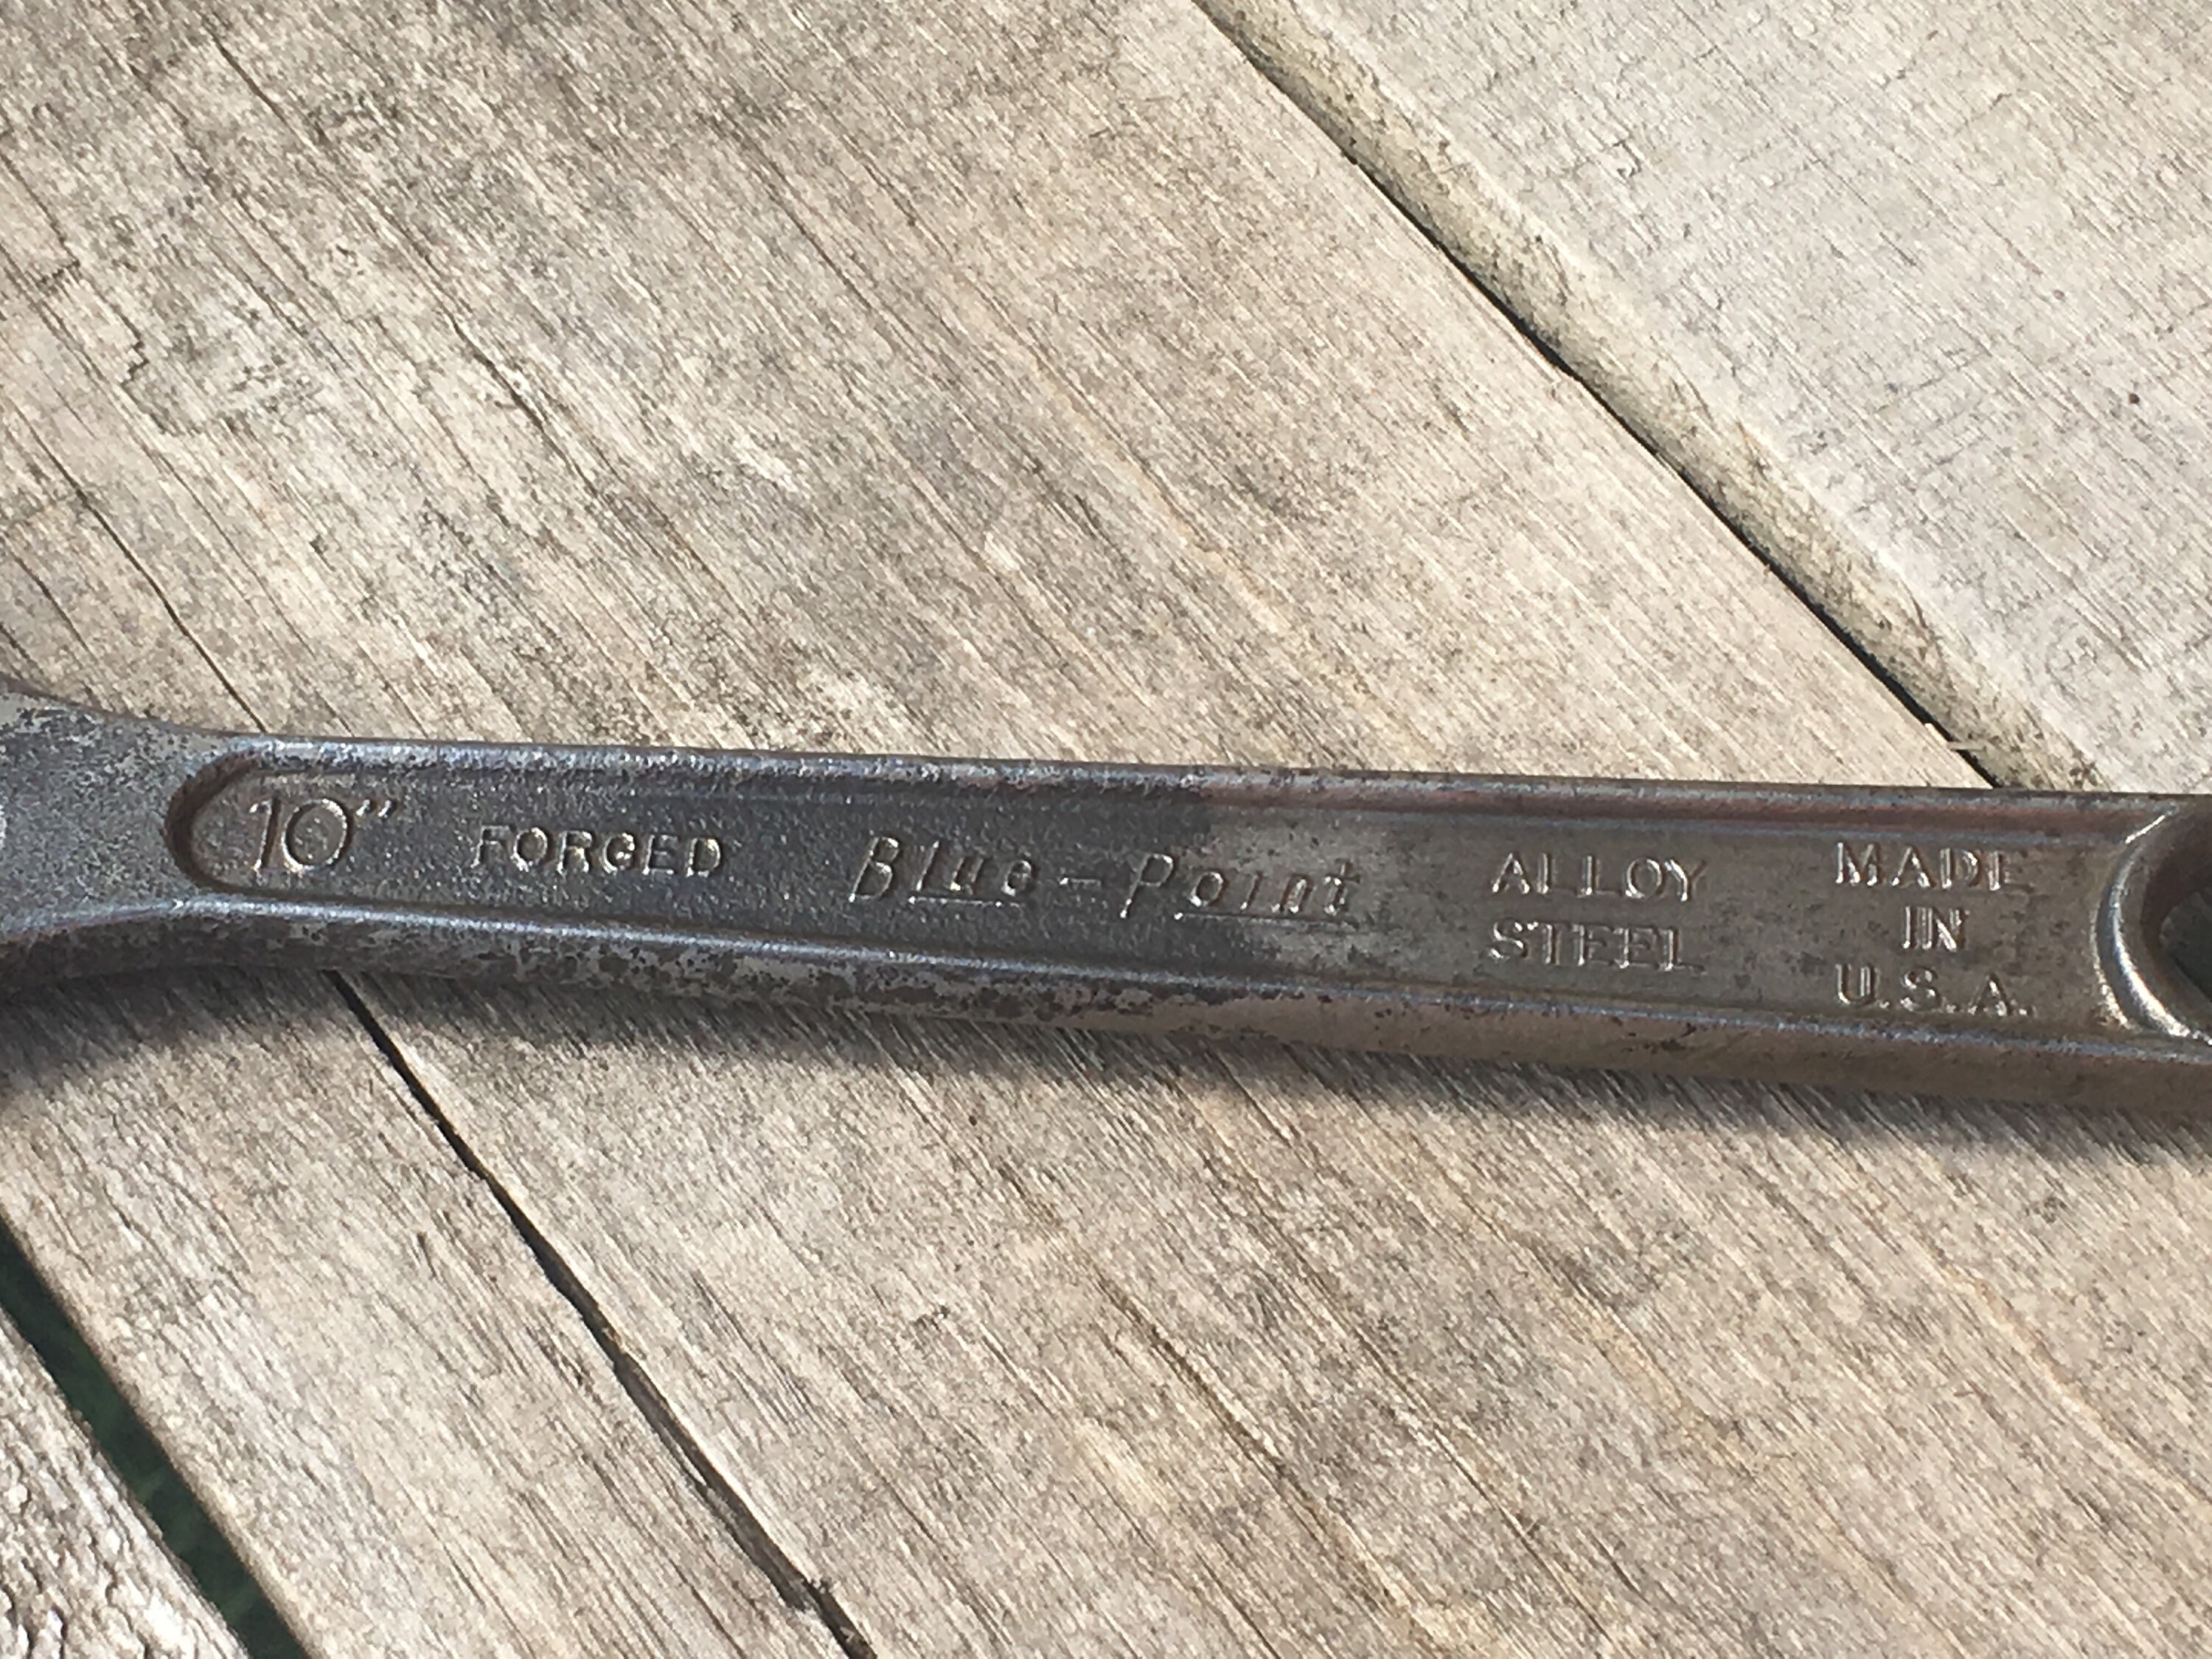 10" FORGED Blue-Point
ALLOY
STEEL
MADE
IN
U.S.A.